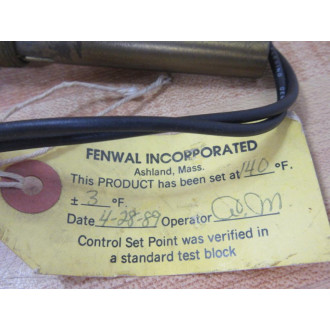 FENWAL INCORPORATED
Ashland, Mass.
This PRODUCT has been set at 140 °F.
± 3 °F.
Date 4-28-89 Operator
Control Set Point was verified in
a standard test block